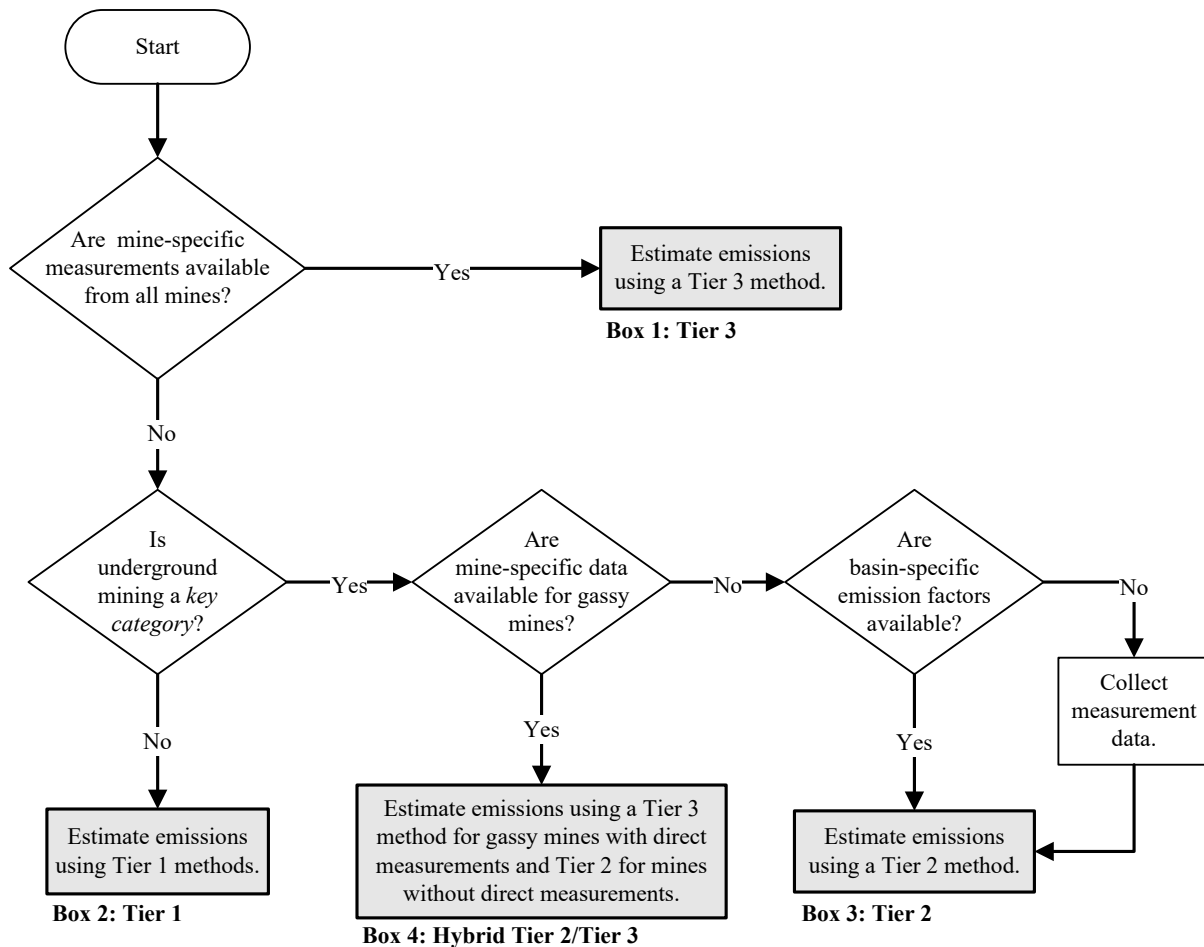 Start
Are mine-specific
measurements available
from all mines?
Yes
Estimate emissions
using a Tier 3 method.
Box 1: Tier 3
No
Is
underground
mining a key
category?
Yes
Are
mine-specific data
available for gassy
mines?
No
Are
basin-specific
emission factors
available?
No
Collect
measurement
data.
No
Yes
Yes
Estimate emissions
using Tier 1 methods.
Box 2: Tier 1
Estimate emissions using a Tier 3
method for gassy mines with direct
measurements and Tier 2 for mines
without direct measurements.
Box 4: Hybrid Tier 2/Tier 3
Estimate emissions
using a Tier 2 method.
Box 3: Tier 2